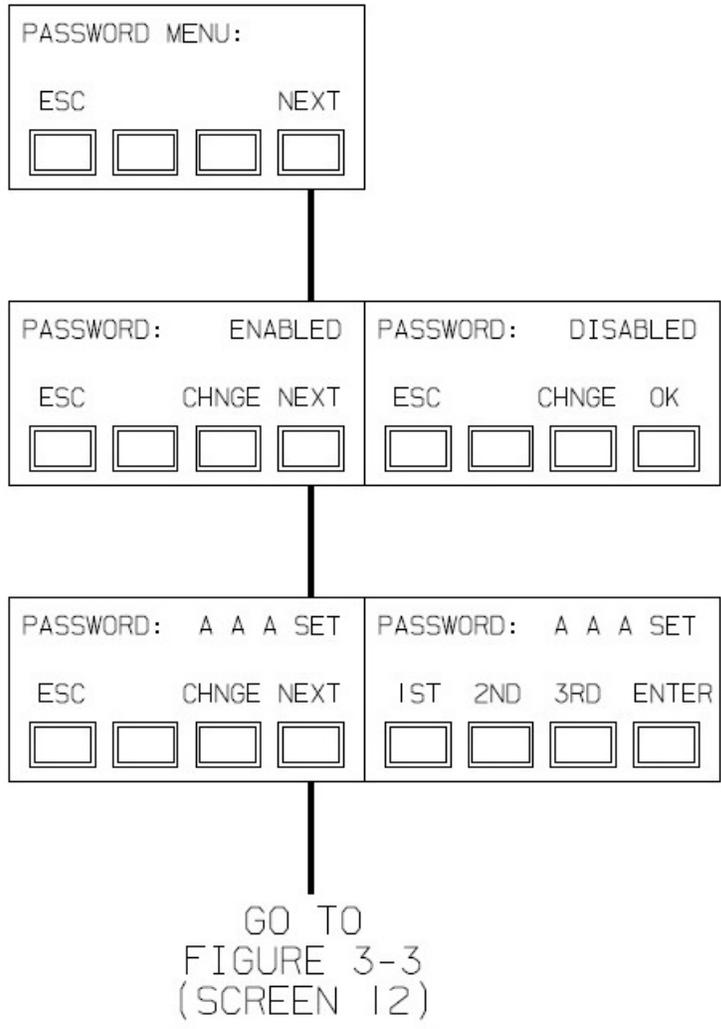 PASSWORD MENU:
ESC NEXT
PASSWORD: ENABLED
ESC CHNGE NEXT
PASSWORD: DISABLED
ESC CHNGE OK
PASSWORD: A A A SET
ESC CHNGE NEXT
PASSWORD: A A A SET
1ST 2ND 3RD ENTER
GO TO
FIGURE 3-3
(SCREEN 12)